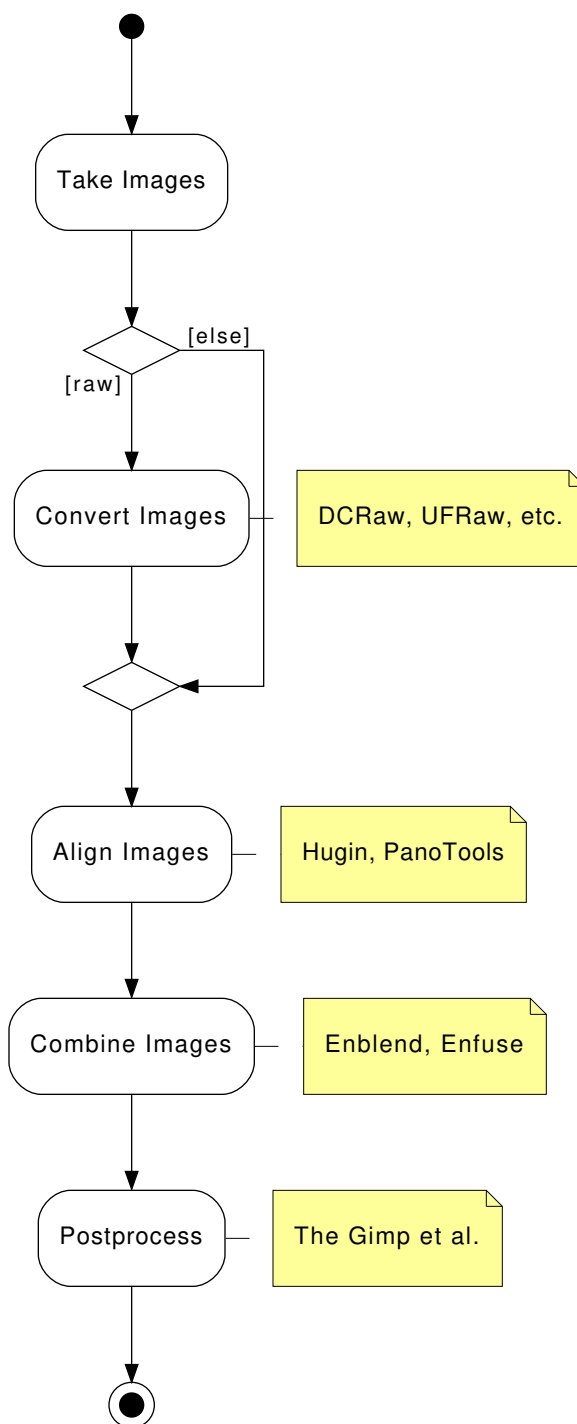 Take Images
[else]
[raw]
Convert Images
DCRaw, UFRaw, etc.
Align Images
Hugin, PanoTools
Combine Images
Enblend, Enfuse
Postprocess
The Gimp et al.